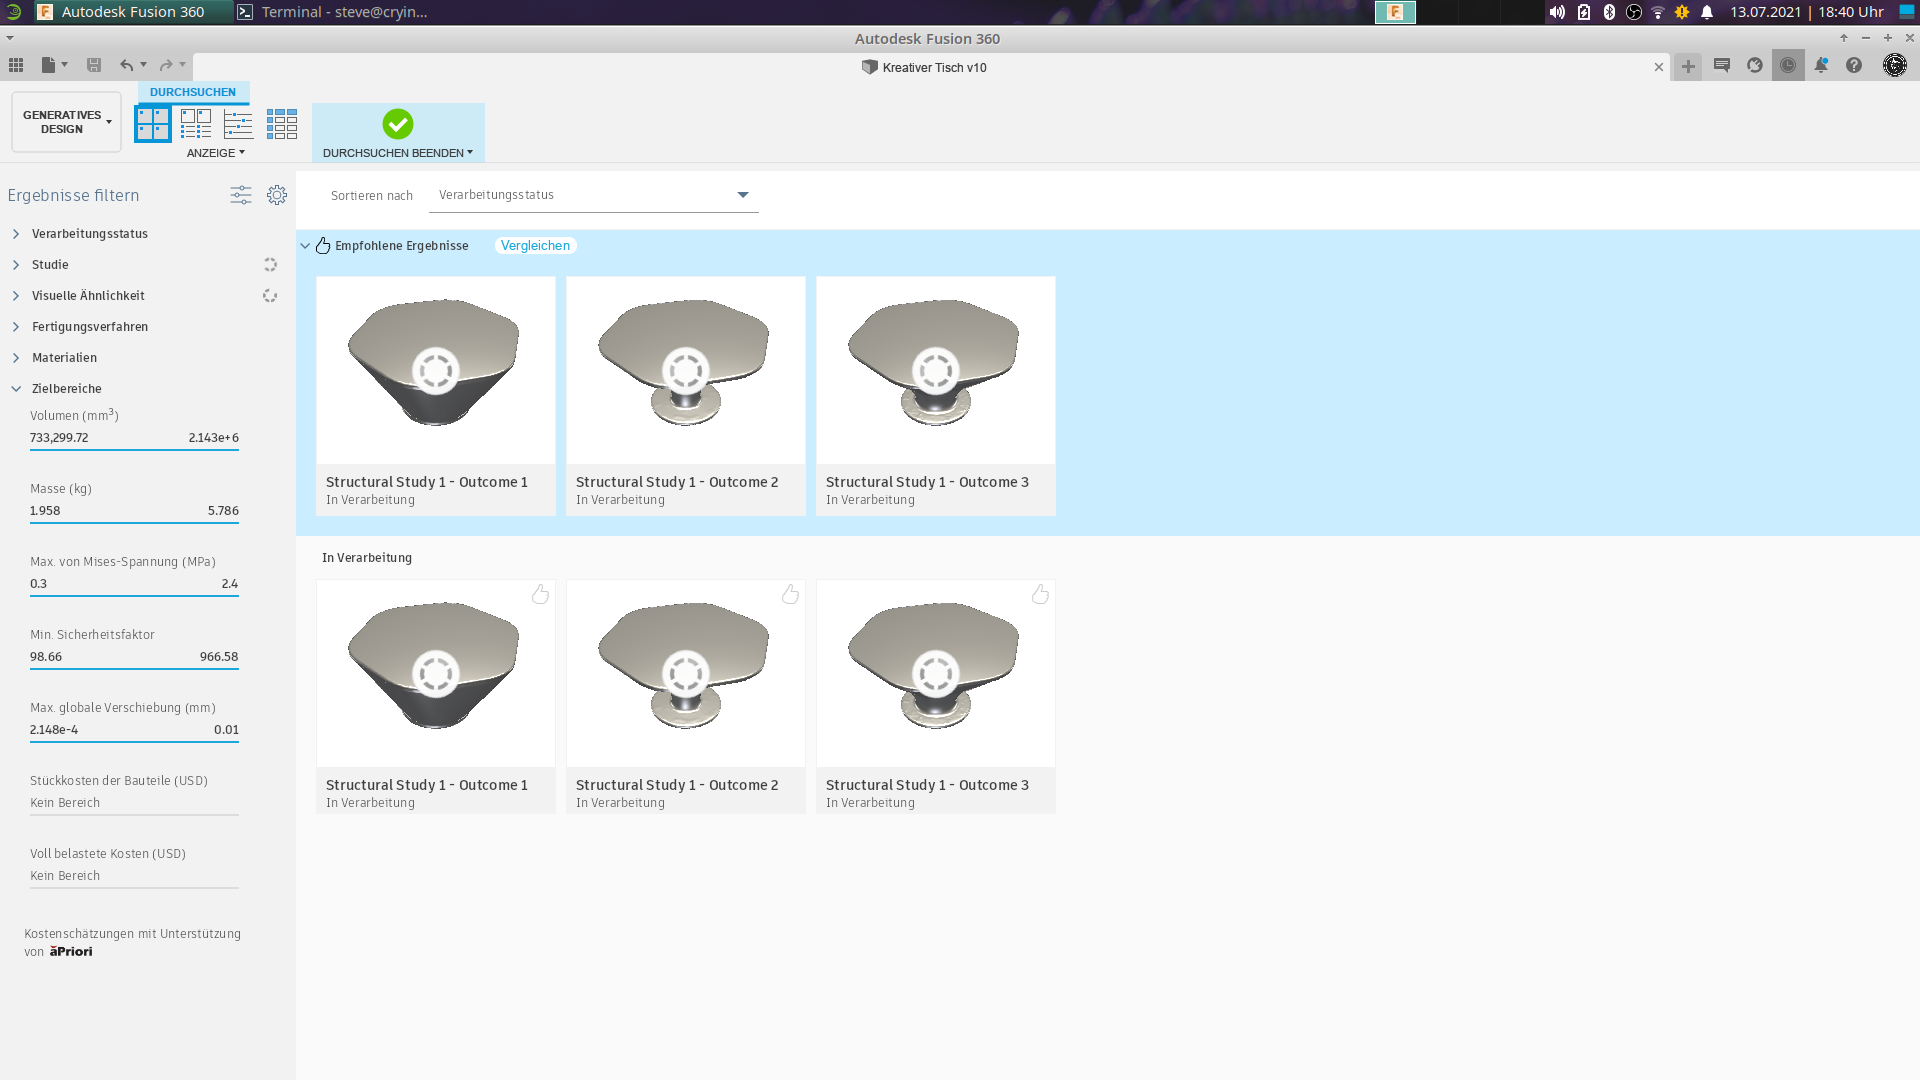 Autodesk Fusion 360
Terminal - steve@cryin...
13.07.2021 | 18:40 Uhr
Autodesk Fusion 360
Kreativer Tisch v10
DURCHSUCHEN
GENERATIVES
DESIGN
ANZEIGE
DURCHSUCHEN BEENDEN
Ergebnisse filtern
Verarbeitungsstatus
Studie
Visuelle Ähnlichkeit
Fertigungsverfahren
Materialien
Zielbereiche
Volumen (mm³)
733,299.72 2.143e+6
Masse (kg)
1.958 5.786
Max. von Mises-Spannung (MPa)
0.3 2.4
Min. Sicherheitsfaktor
98.66 966.58
Max. globale Verschiebung (mm)
2.148e-4 0.01
Stückkosten der Bauteile (USD)
Kein Bereich
Voll belastete Kosten (USD)
Kein Bereich
Kostenschätzungen mit Unterstützung
von aPriori
Sortieren nach Verarbeitungsstatus
Empfohlene Ergebnisse Vergleichen
Structural Study 1 - Outcome 1
In Verarbeitung
Structural Study 1 - Outcome 2
In Verarbeitung
Structural Study 1 - Outcome 3
In Verarbeitung
In Verarbeitung
Structural Study 1 - Outcome 1
In Verarbeitung
Structural Study 1 - Outcome 2
In Verarbeitung
Structural Study 1 - Outcome 3
In Verarbeitung